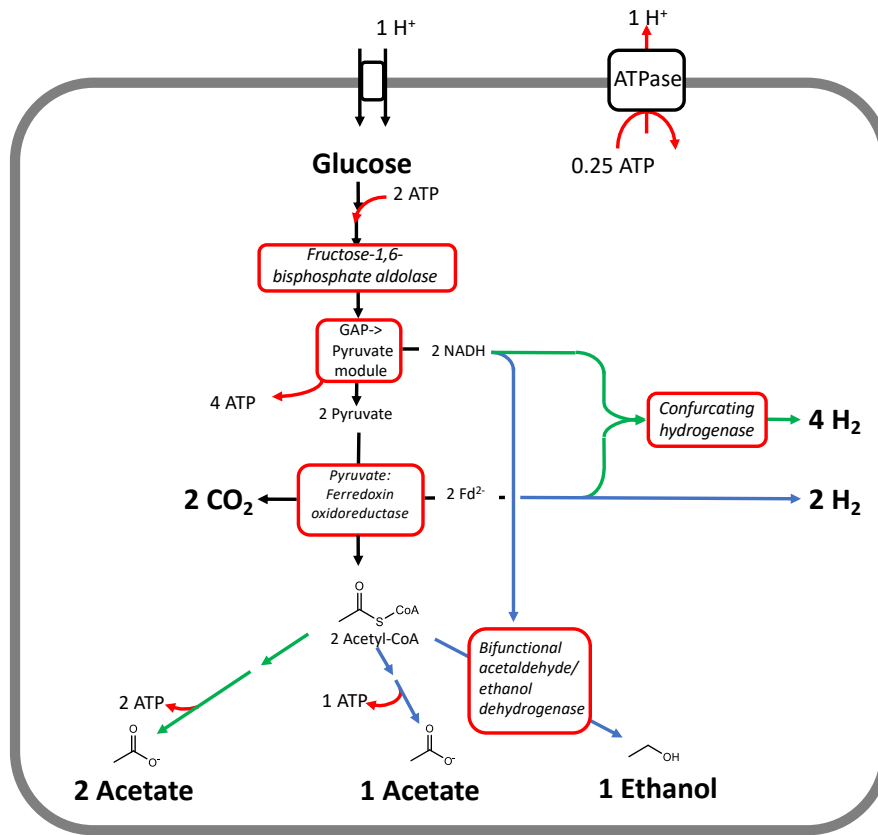 1 H⁺
1 H⁺
ATPase
0.25 ATP
Glucose
2 ATP
Fructose-1,6-
bisphosphate aldolase
GAP->
Pyruvate
module
2 NADH
4 ATP
2 Pyruvate
Confurcating
hydrogenase
4 H₂
Pyruvate:
Ferredoxin
oxidoreductase
2 CO₂
2 Fd²⁻
2 H₂
O
S
CoA
2 Acetyl-CoA
Bifunctional
acetaldehyde/
ethanol
dehydrogenase
2 ATP
1 ATP
O
O⁻
O
O⁻
OH
2 Acetate
1 Acetate
1 Ethanol